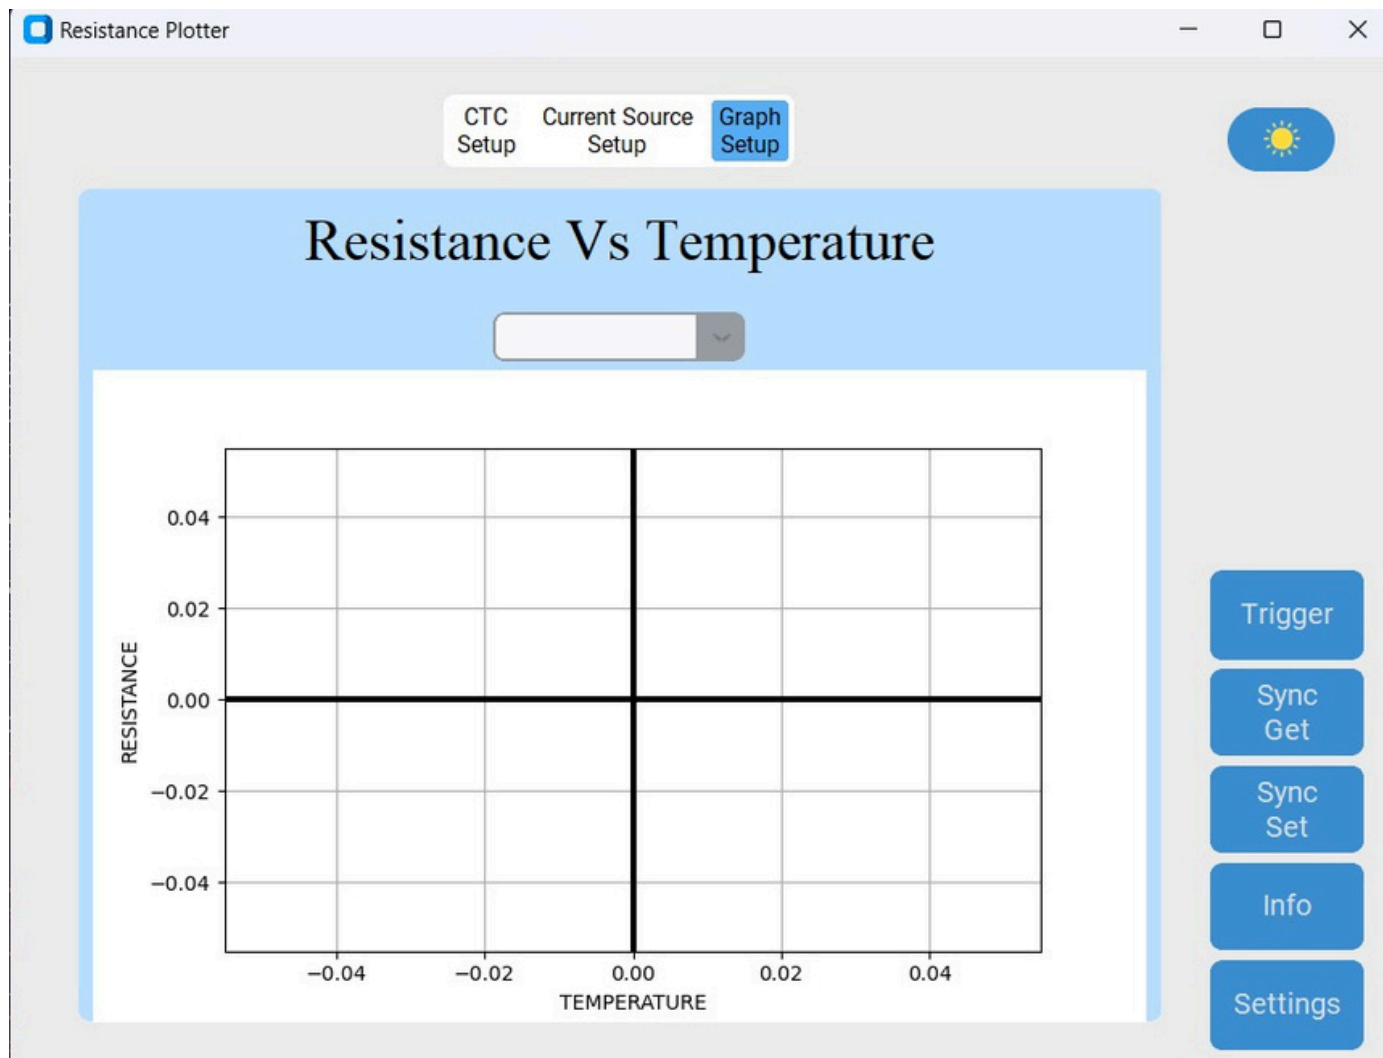 Resistance Plotter
CTC
Setup
Current Source
Setup
Graph
Setup
Resistance Vs Temperature
0.04
0.02
0.00
−0.02
−0.04
RESISTANCE
−0.04
−0.02
0.00
0.02
0.04
TEMPERATURE
Trigger
Sync
Get
Sync
Set
Info
Settings